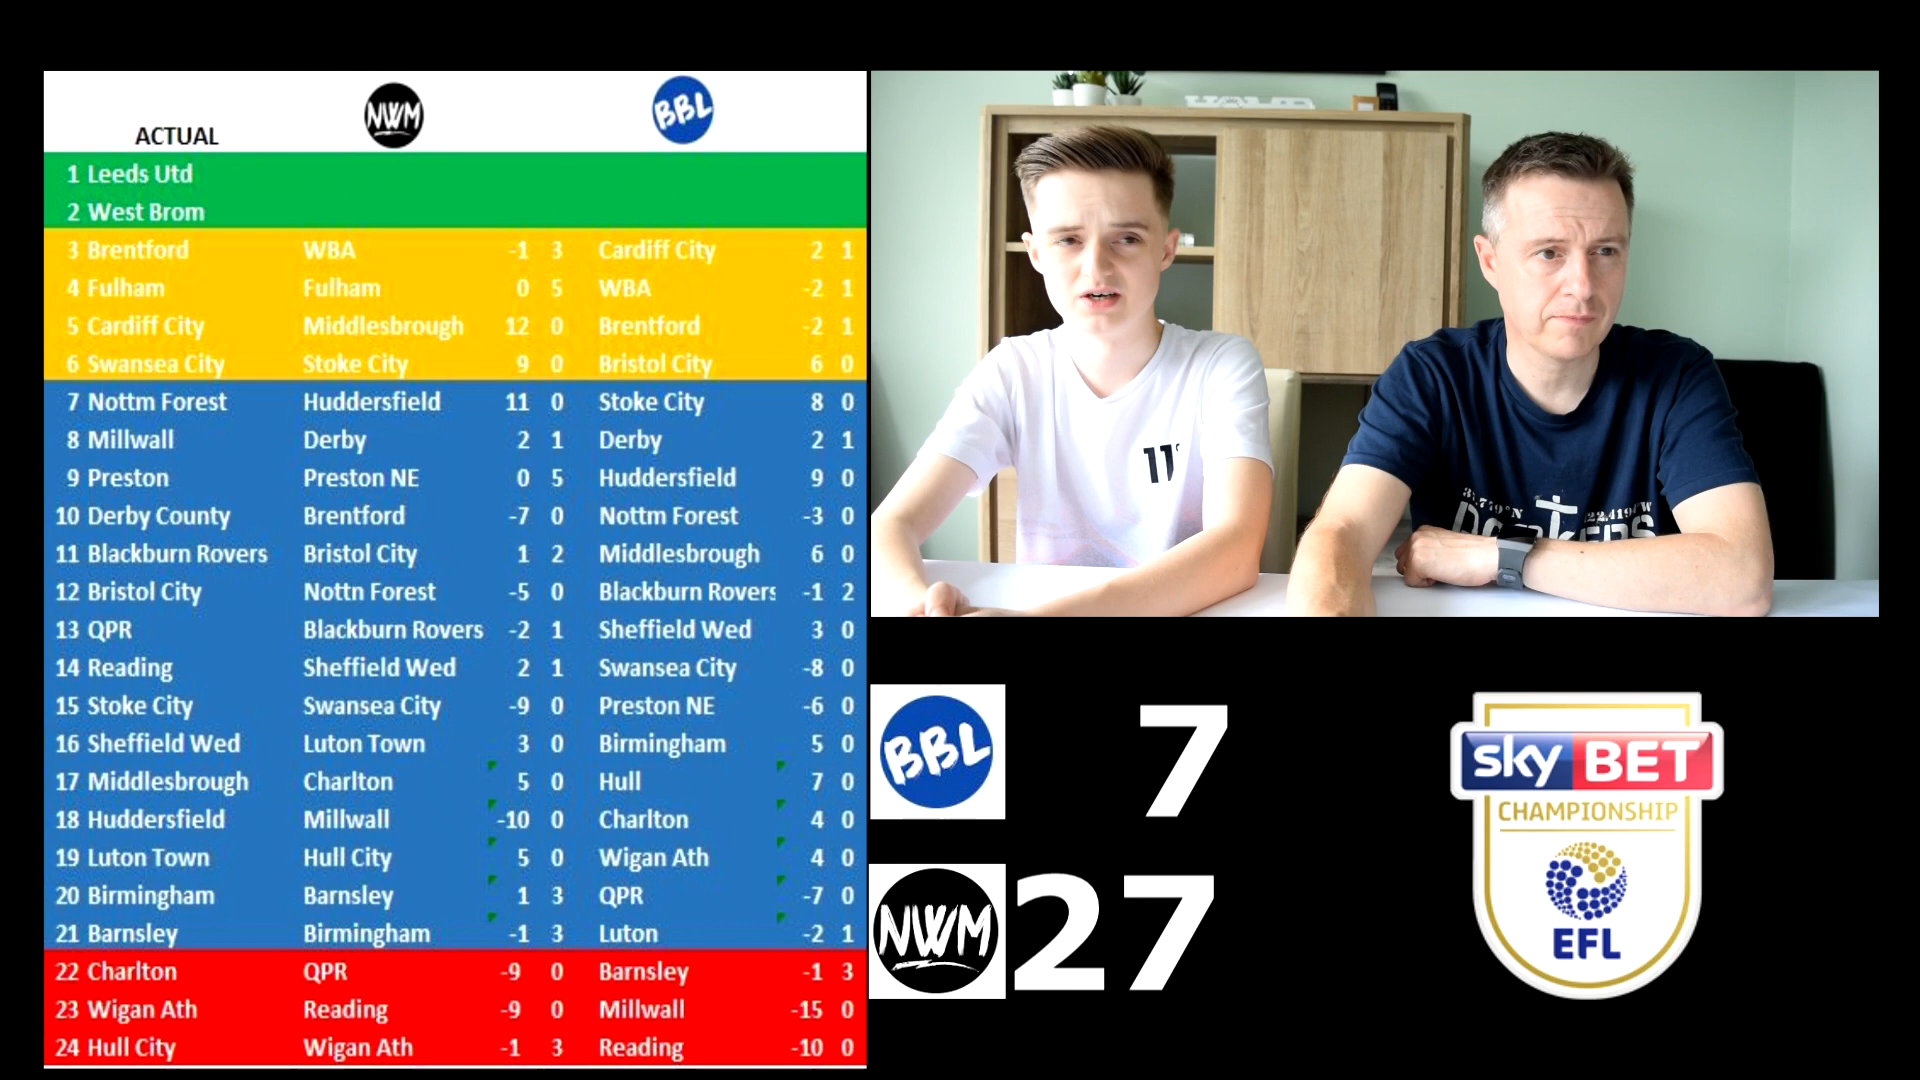 NWM BBL
ACTUAL
1 Leeds Utd
2 West Brom
3 Brentford WBA -1 3 Cardiff City 2 1
4 Fulham Fulham 0 5 WBA -2 1
5 Cardiff City Middlesbrough 12 0 Brentford -2 1
6 Swansea City Stoke City 9 0 Bristol City 6 0
7 Nottm Forest Huddersfield 11 0 Stoke City 8 0
8 Millwall Derby 2 1 Derby 2 1
9 Preston Preston NE 0 5 Huddersfield 9 0
10 Derby County Brentford -7 0 Nottm Forest -3 0
11 Blackburn Rovers Bristol City 1 2 Middlesbrough 6 0
12 Bristol City Nottn Forest -5 0 Blackburn Rovers -1 2
13 QPR Blackburn Rovers -2 1 Sheffield Wed 3 0
14 Reading Sheffield Wed 2 1 Swansea City -8 0
15 Stoke City Swansea City -9 0 Preston NE -6 0
16 Sheffield Wed Luton Town 3 0 Birmingham 5 0
17 Middlesbrough Charlton 5 0 Hull 7 0
18 Huddersfield Millwall -10 0 Charlton 4 0
19 Luton Town Hull City 5 0 Wigan Ath 4 0
20 Birmingham Barnsley 1 3 QPR -7 0
21 Barnsley Birmingham -1 3 Luton -2 1
22 Charlton QPR -9 0 Barnsley -1 3
23 Wigan Ath Reading -9 0 Millwall -15 0
24 Hull City Wigan Ath -1 3 Reading -10 0
11°
BBL 7
NWM 27
sky BET
CHAMPIONSHIP
EFL